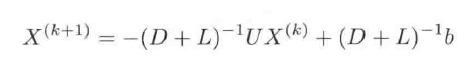 X^{(k+1)} = -(D + L)^{-1}UX^{(k)} + (D + L)^{-1}b